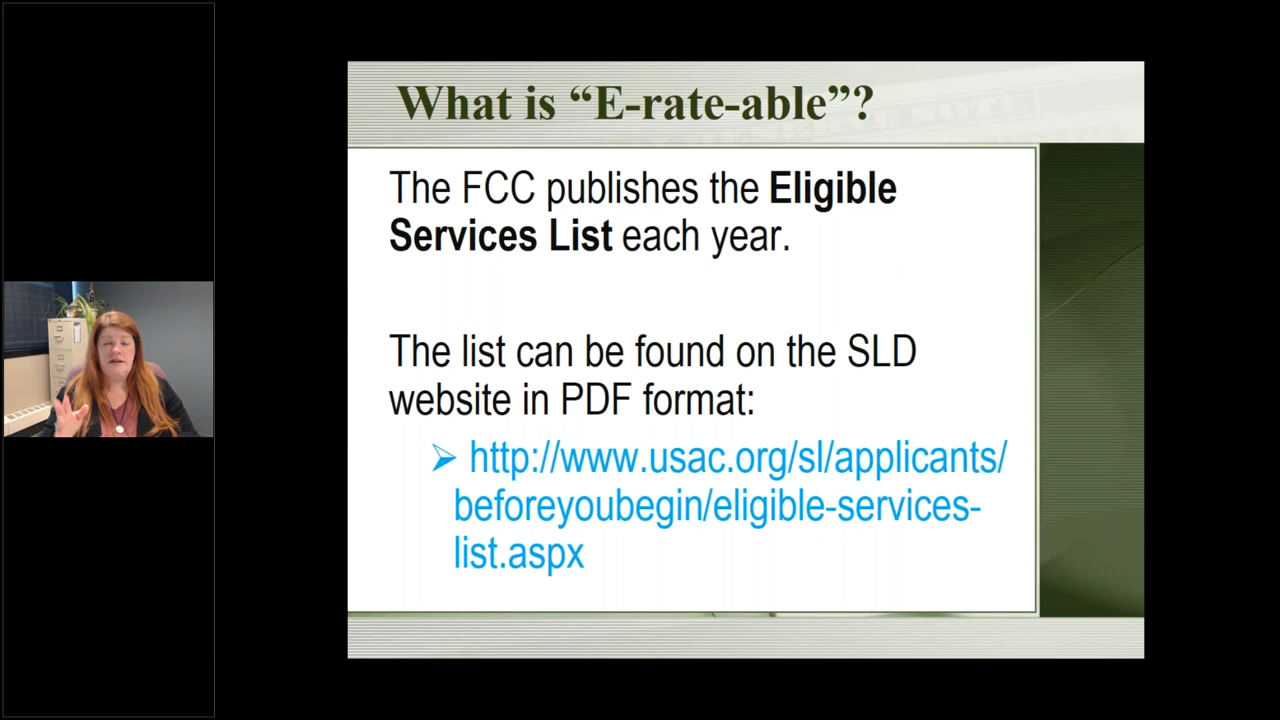 What is “E-rate-able”?
The FCC publishes the Eligible
Services List each year.
The list can be found on the SLD
website in PDF format:
➢ http://www.usac.org/sl/applicants/
beforeyoubegin/eligible-services-
list.aspx